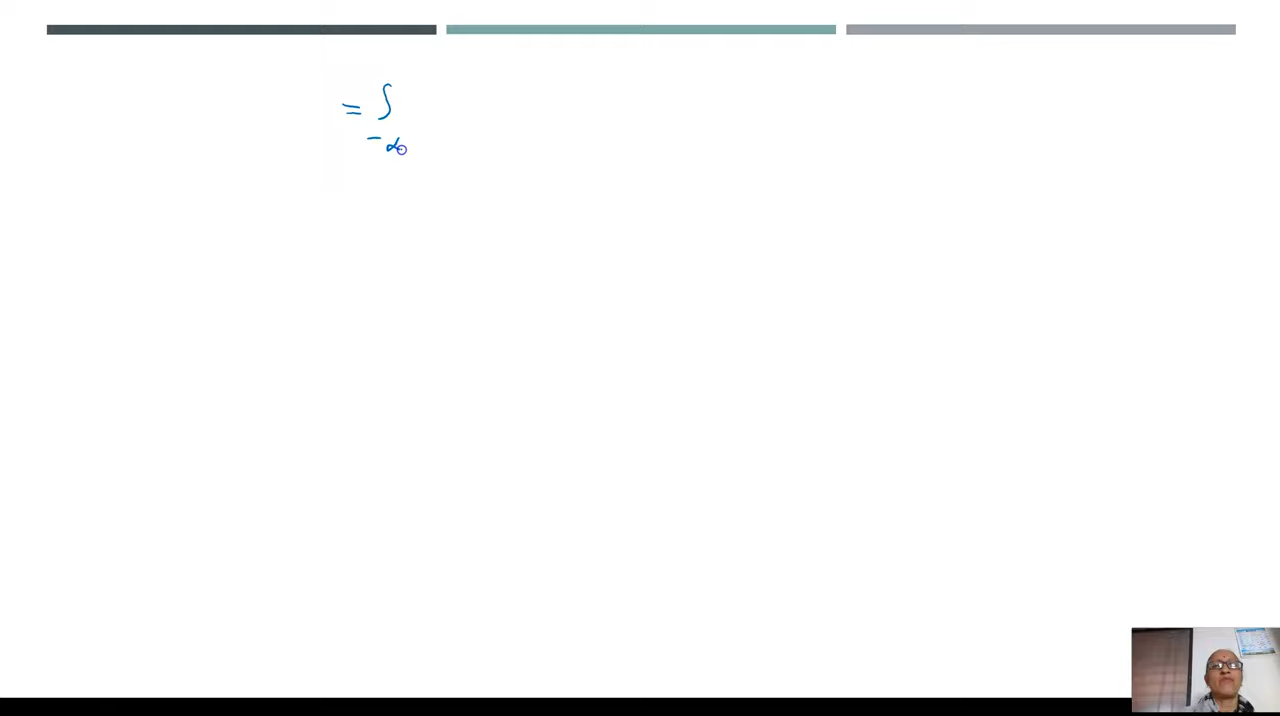 = ∫
-∞